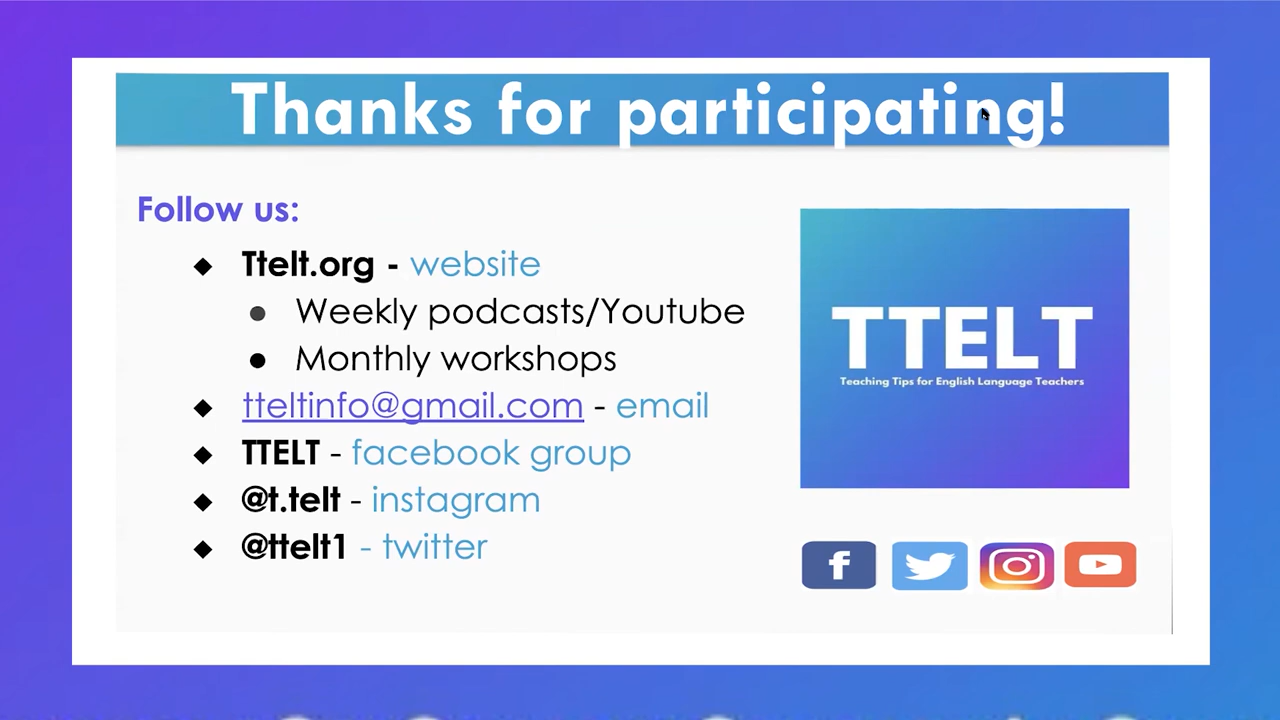 Thanks for participating!
Follow us:
Ttelt.org - website
Weekly podcasts/Youtube
Monthly workshops
tteltinfo@gmail.com - email
TTELT - facebook group
@t.telt - instagram
@ttelt1 - twitter
TTELT
Teaching Tips for English Language Teachers
f